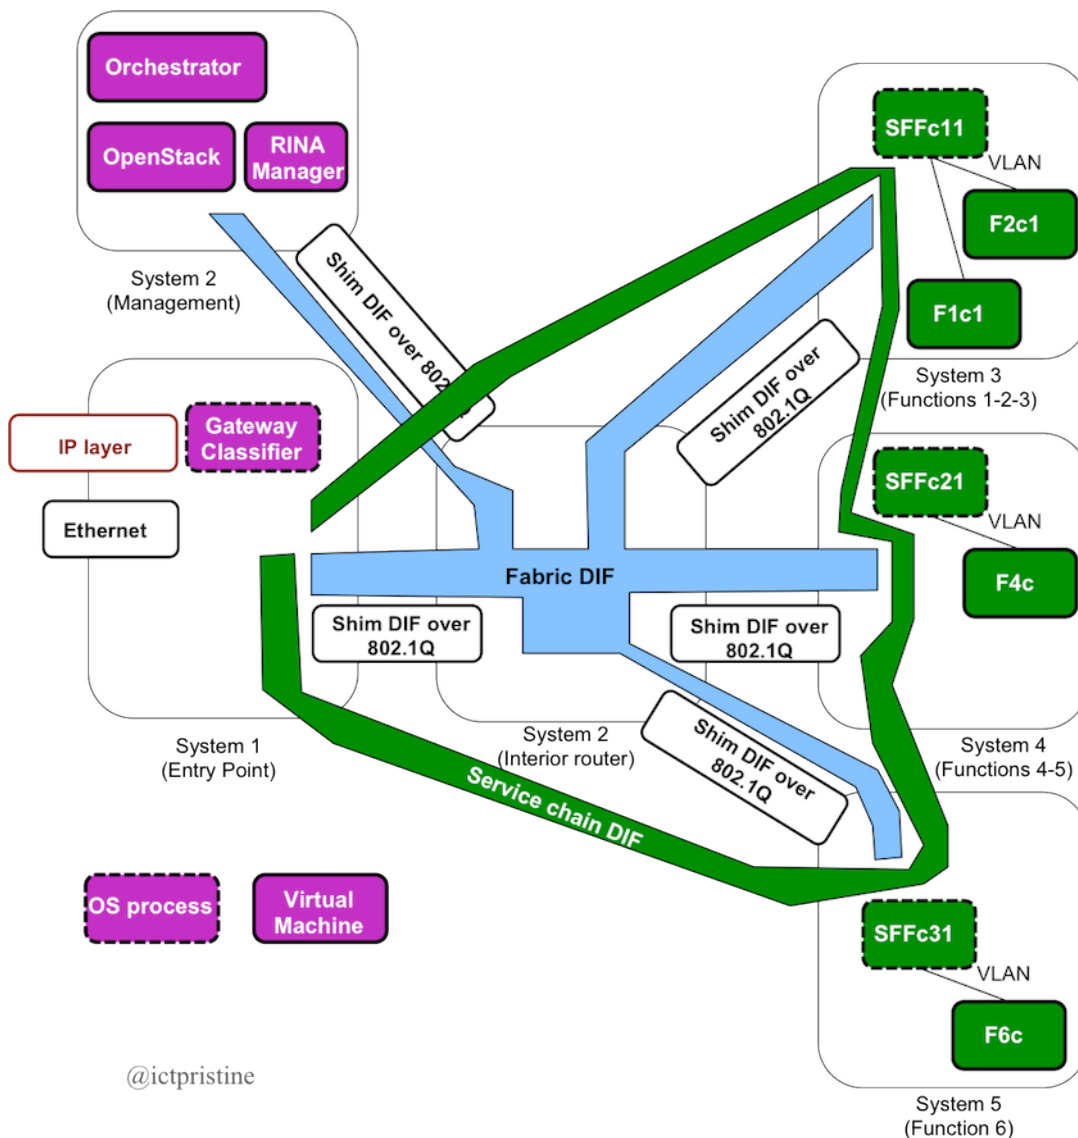 Orchestrator
OpenStack
RINA
Manager
System 2
(Management)
Shim DIF over 802.1Q
SFFc11
VLAN
F2c1
F1c1
System 3
(Functions 1-2-3)
Shim DIF over
802.1Q
IP layer
Gateway
Classifier
Ethernet
SFFc21
VLAN
F4c
Fabric DIF
Shim DIF over
802.1Q
Shim DIF over
802.1Q
System 1
(Entry Point)
System 2
(Interior router)
Shim DIF over
802.1Q
System 4
(Functions 4-5)
Service chain DIF
OS process
Virtual
Machine
SFFc31
VLAN
F6c
@ictpristine
System 5
(Function 6)